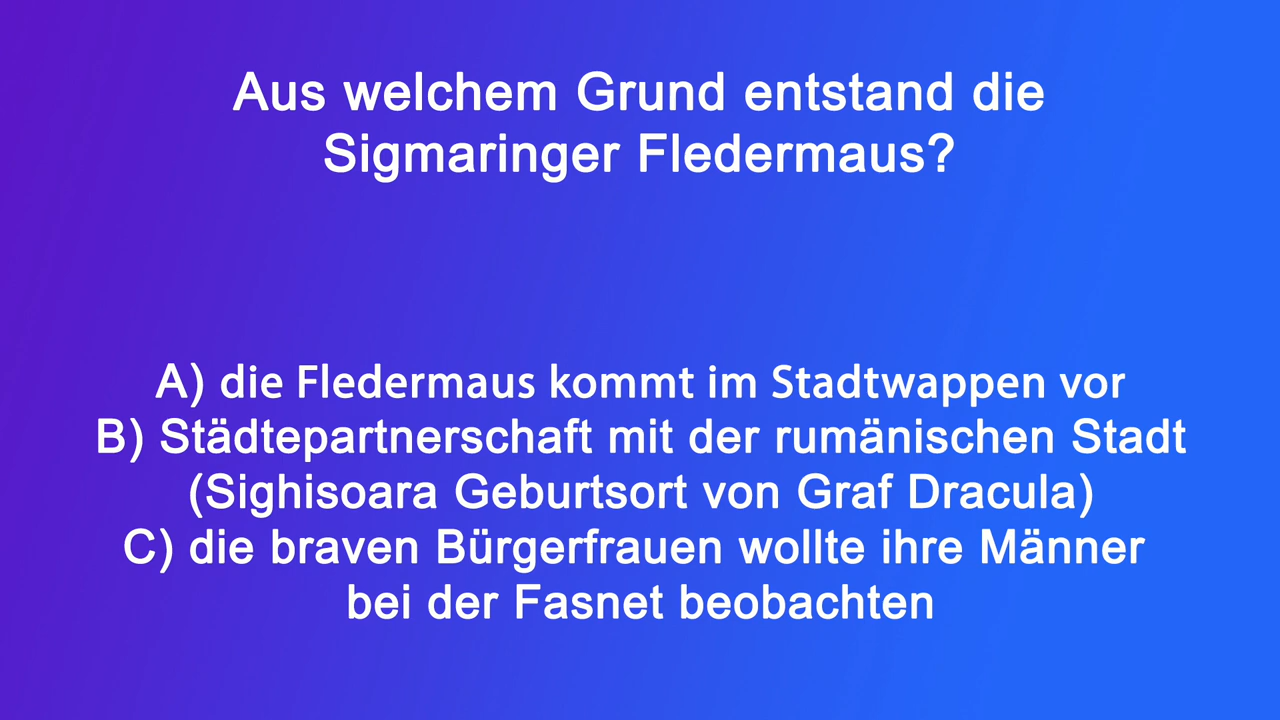 Aus welchem Grund entstand die
Sigmaringer Fledermaus?
A) die Fledermaus kommt im Stadtwappen vor
B) Städtepartnerschaft mit der rumänischen Stadt
(Sighisoara Geburtsort von Graf Dracula)
C) die braven Bürgerfrauen wollte ihre Männer
bei der Fasnet beobachten